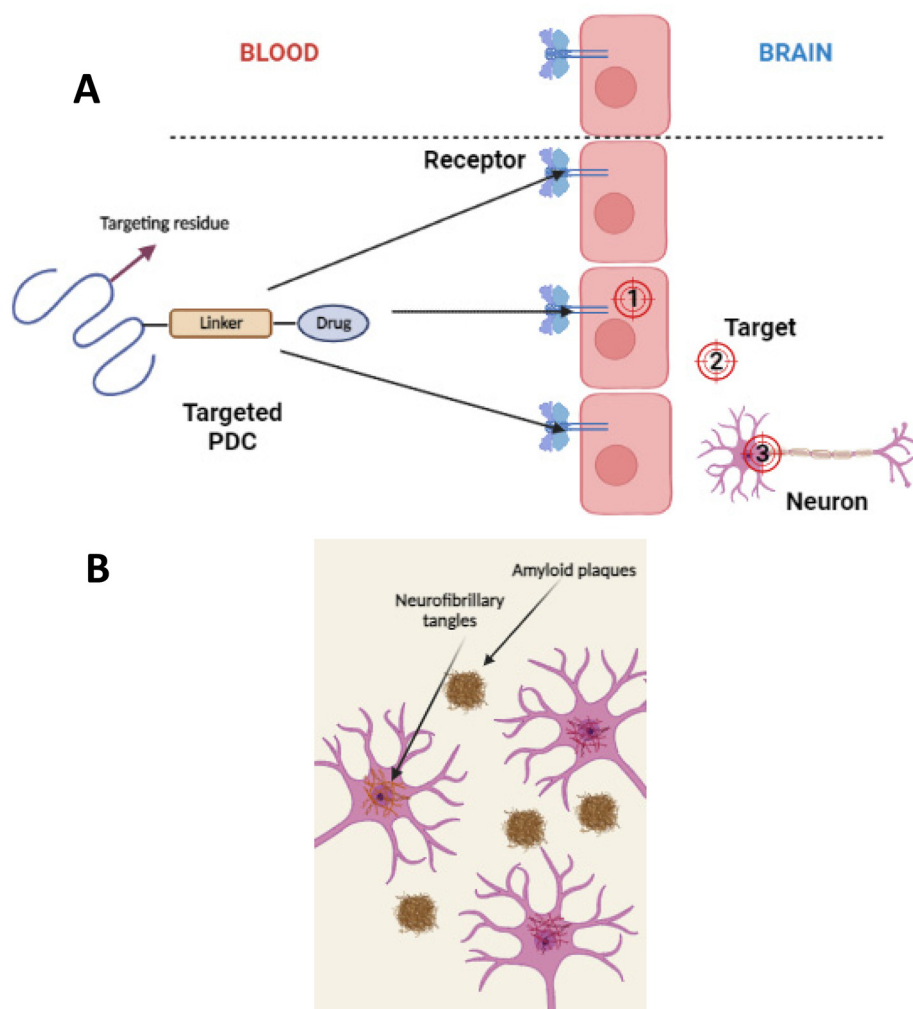 BLOOD
BRAIN
A
Receptor
Targeting residue
1
Linker
Drug
Target
2
Targeted
PDC
3
Neuron
B
Amyloid plaques
Neurofibrillary
tangles